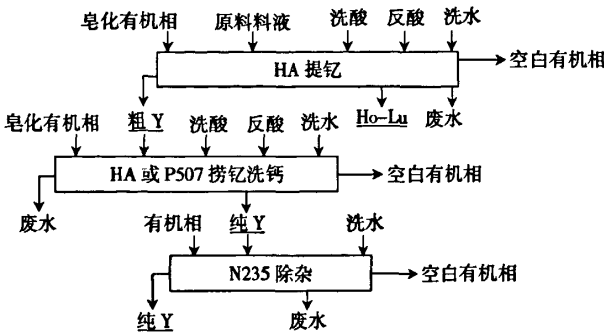 皂化有机相 原料料液 洗酸 反酸 洗水
HA 提钇 空白有机相
粗 Y Ho-Lu 废水
皂化有机相 洗酸 反酸 洗水
HA 或 P507 捞钇洗钙 空白有机相
废水 有机相 纯 Y 洗水
N235 除杂 空白有机相
纯 Y 废水